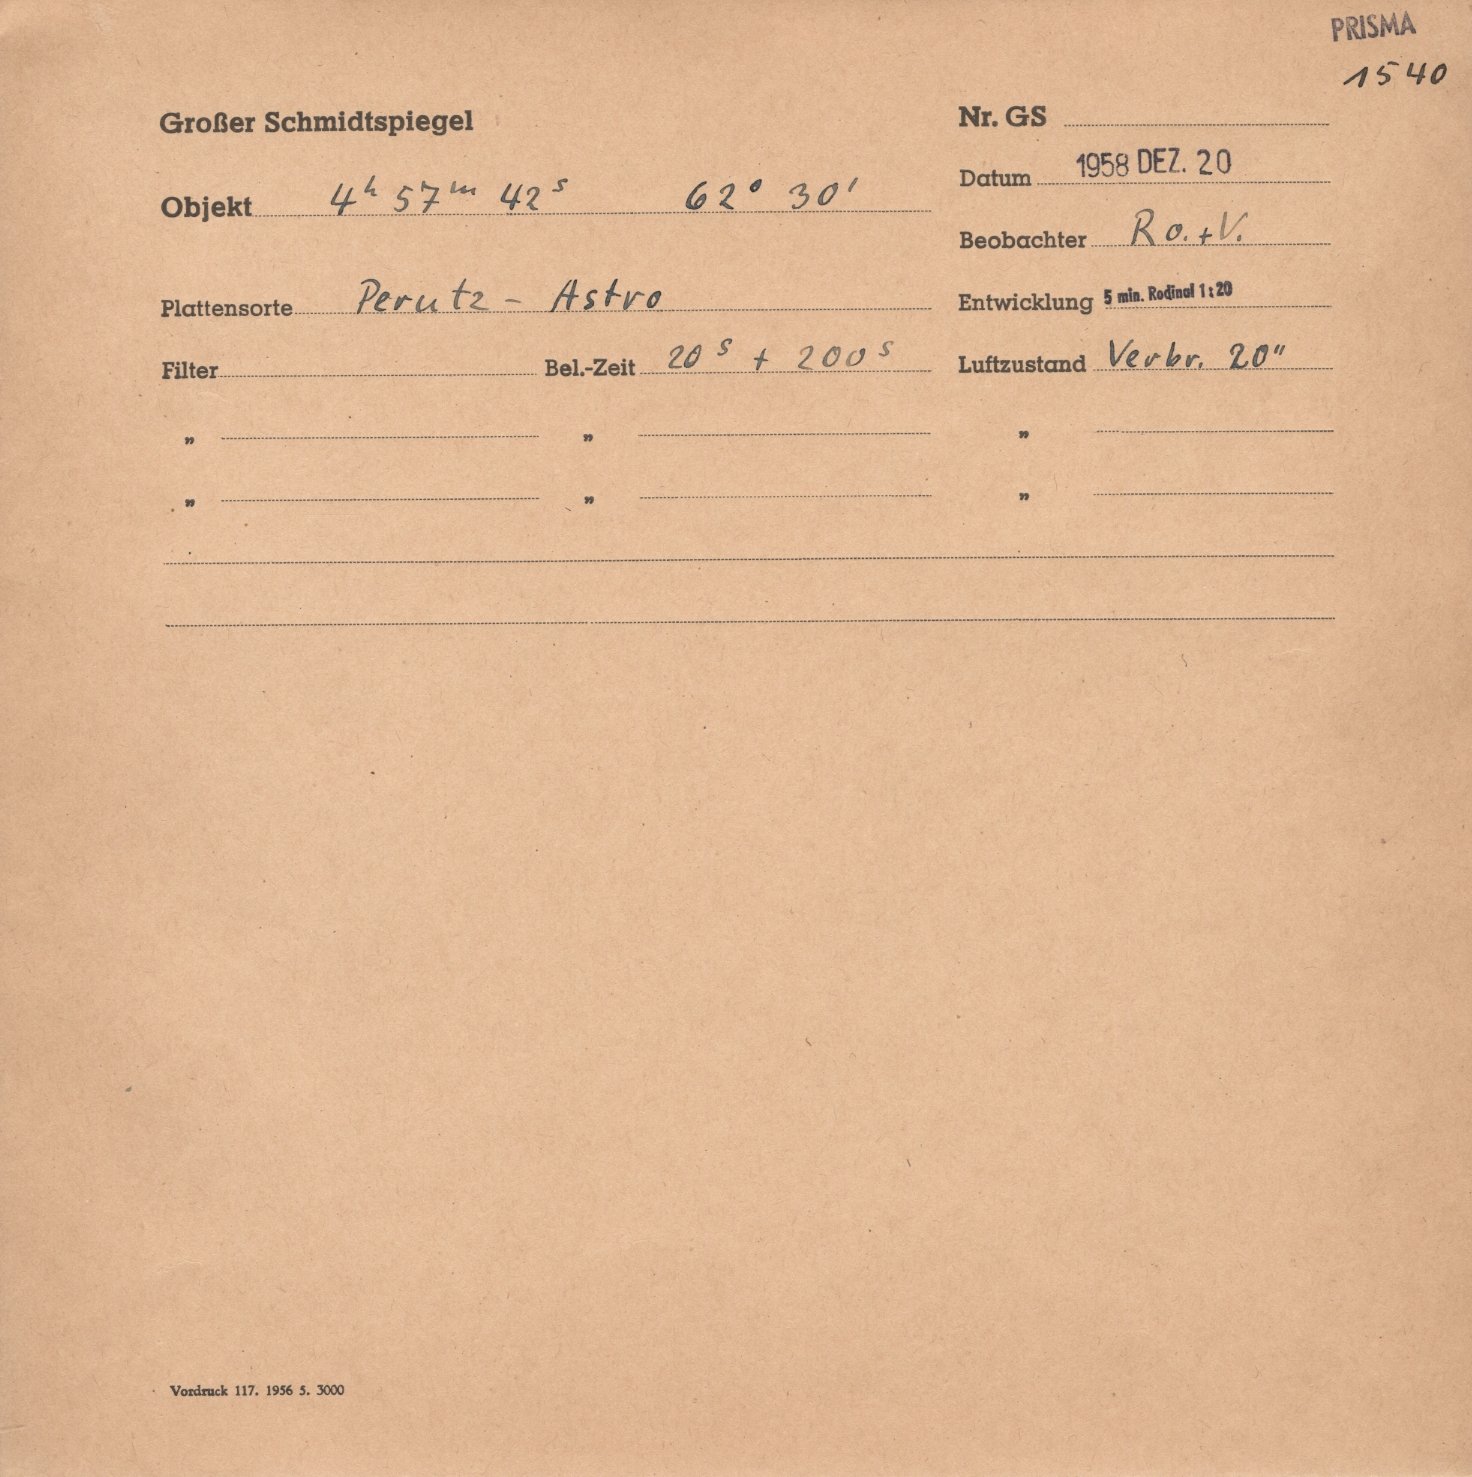 PRISMA
1540
Großer Schmidtspiegel
Nr. GS
Datum 1958 DEZ. 20
Objekt 4h 57m 42s 62° 30'
Beobachter Ro. + V.
Plattensorte Perutz - Astro
Entwicklung 5 min. Rodinal 1:20
Filter Bel.-Zeit 20s + 200s Luftzustand Verbr. 20"
" " "
" " "
Vordruck 117. 1956 5. 3000